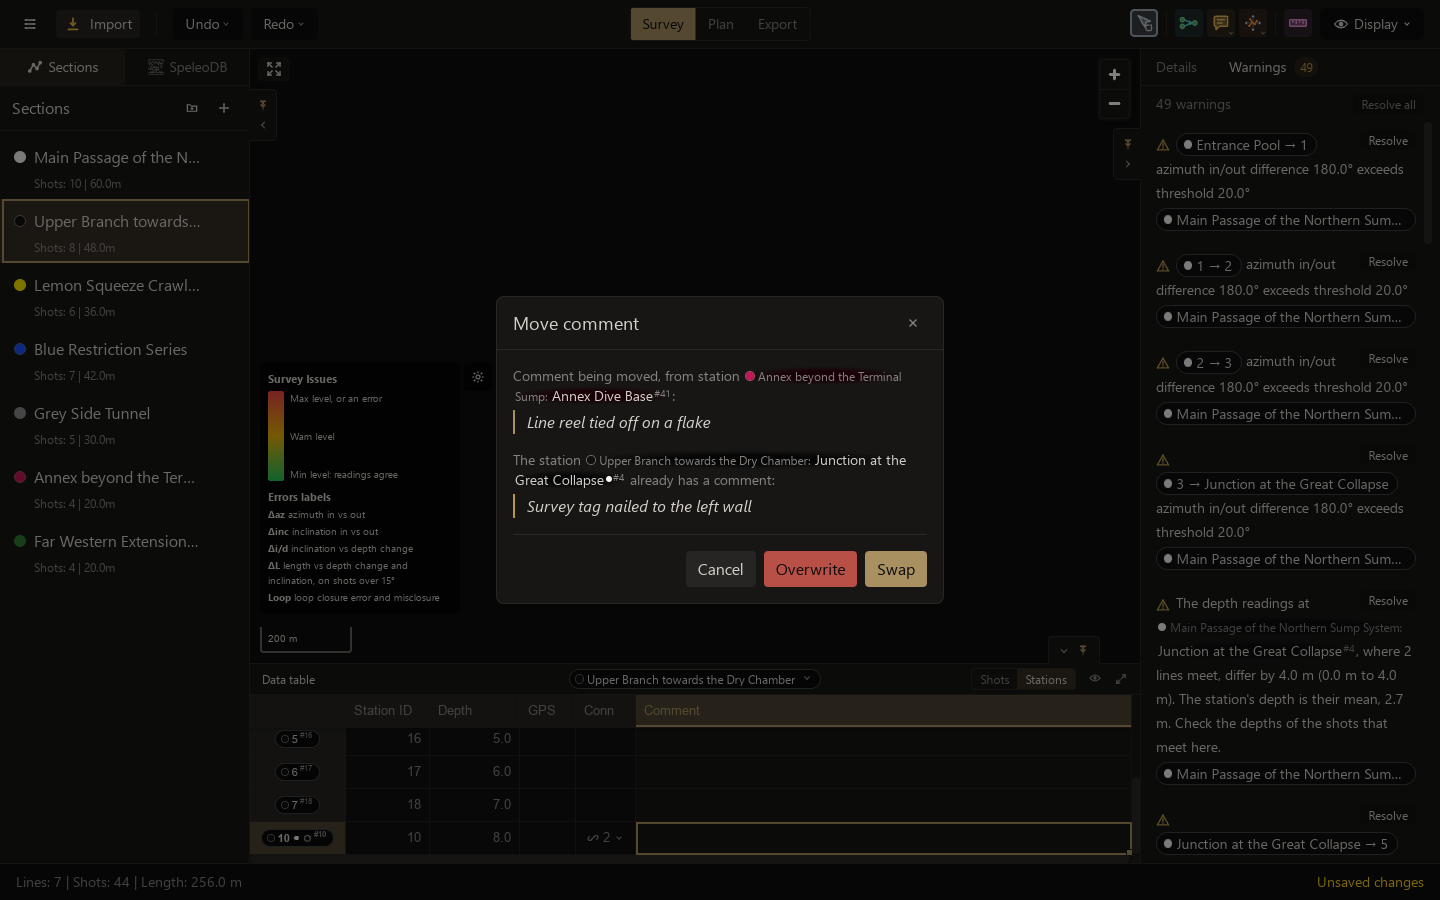 Import
Undo
Redo
Survey
Plan
Export
Display
Sections
SpeleoDB
Details
Warnings 49
Sections
49 warnings
Resolve all
Main Passage of the N...
Shots: 10 | 60.0m
Upper Branch towards...
Shots: 8 | 48.0m
Lemon Squeeze Crawl...
Shots: 6 | 36.0m
Blue Restriction Series
Shots: 7 | 42.0m
Grey Side Tunnel
Shots: 5 | 30.0m
Annex beyond the Ter...
Shots: 4 | 20.0m
Far Western Extension...
Shots: 4 | 20.0m
Survey Issues
Max level, or an error
Warn level
Min level: readings agree
Errors labels
Δaz azimuth in vs out
Δinc inclination in vs out
Δi/d inclination vs depth change
ΔL length vs depth change and
inclination, on shots over 15°
Loop loop closure error and misclosure
200 m
Move comment
Comment being moved, from station Annex beyond the Terminal
Sump: Annex Dive Base#41:
Line reel tied off on a flake
The station Upper Branch towards the Dry Chamber: Junction at the
Great Collapse#4 already has a comment:
Survey tag nailed to the left wall
Cancel
Overwrite
Swap
Entrance Pool → 1
Resolve
azimuth in/out difference 180.0° exceeds
threshold 20.0°
Main Passage of the Northern Sum...
1 → 2 azimuth in/out
Resolve
difference 180.0° exceeds threshold 20.0°
Main Passage of the Northern Sum...
2 → 3 azimuth in/out
Resolve
difference 180.0° exceeds threshold 20.0°
Main Passage of the Northern Sum...
Resolve
3 → Junction at the Great Collapse
azimuth in/out difference 180.0° exceeds
threshold 20.0°
Main Passage of the Northern Sum...
The depth readings at
Resolve
Main Passage of the Northern Sump System:
Junction at the Great Collapse#4, where 2
lines meet, differ by 4.0 m (0.0 m to 4.0
m). The station's depth is their mean, 2.7
m. Check the depths of the shots that
meet here.
Main Passage of the Northern Sum...
Resolve
Junction at the Great Collapse → 5
Data table
Upper Branch towards the Dry Chamber
Shots
Stations
Station ID
Depth
GPS
Conn
Comment
5#16 16 5.0
6#17 17 6.0
7#18 18 7.0
10#10 10 8.0 2
Lines: 7 | Shots: 44 | Length: 256.0 m
Unsaved changes